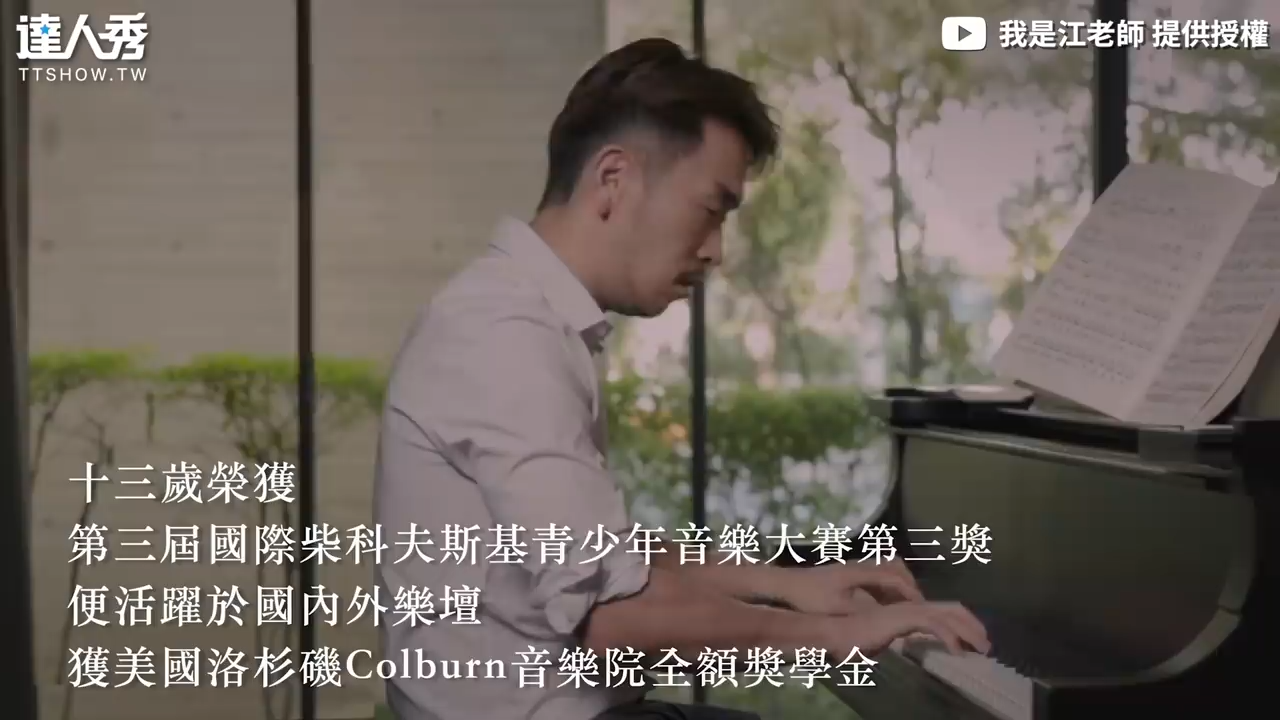 達人秀
TTSHOW.TW
我是江老師 提供授權
十三歲榮獲
第三屆國際柴科夫斯基青少年音樂大賽第三獎
便活躍於國內外樂壇
獲美國洛杉磯Colburn音樂院全額獎學金